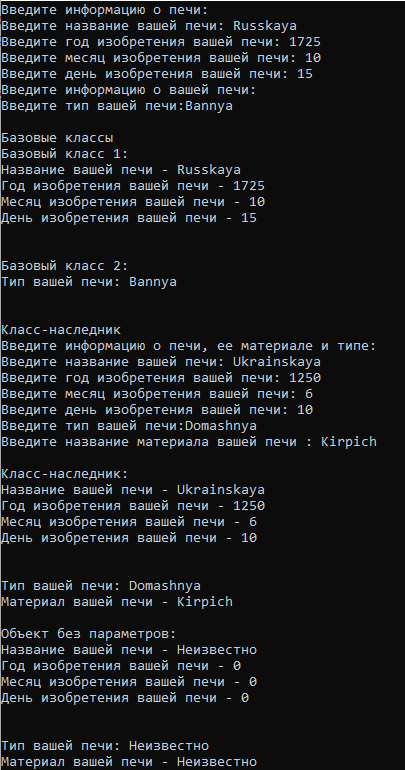 Введите информацию о печи:
Введите название вашей печи: Russkaya
Введите год изобретения вашей печи: 1725
Введите месяц изобретения вашей печи: 10
Введите день изобретения вашей печи: 15
Введите информацию о вашей печи:
Введите тип вашей печи:Bannya
Базовые классы
Базовый класс 1:
Название вашей печи - Russkaya
Год изобретения вашей печи - 1725
Месяц изобретения вашей печи - 10
День изобретения вашей печи - 15
Базовый класс 2:
Тип вашей печи: Bannya
Класс-наследник
Введите информацию о печи, ее материале и типе:
Введите название вашей печи: Ukrainskaya
Введите год изобретения вашей печи: 1250
Введите месяц изобретения вашей печи: 6
Введите день изобретения вашей печи: 10
Введите тип вашей печи:Domashnya
Введите название материала вашей печи : Kirpich
Класс-наследник:
Название вашей печи - Ukrainskaya
Год изобретения вашей печи - 1250
Месяц изобретения вашей печи - 6
День изобретения вашей печи - 10
Тип вашей печи: Domashnya
Материал вашей печи - Kirpich
Объект без параметров:
Название вашей печи - Неизвестно
Год изобретения вашей печи - 0
Месяц изобретения вашей печи - 0
День изобретения вашей печи - 0
Тип вашей печи: Неизвестно
Материал вашей печи - Неизвестно